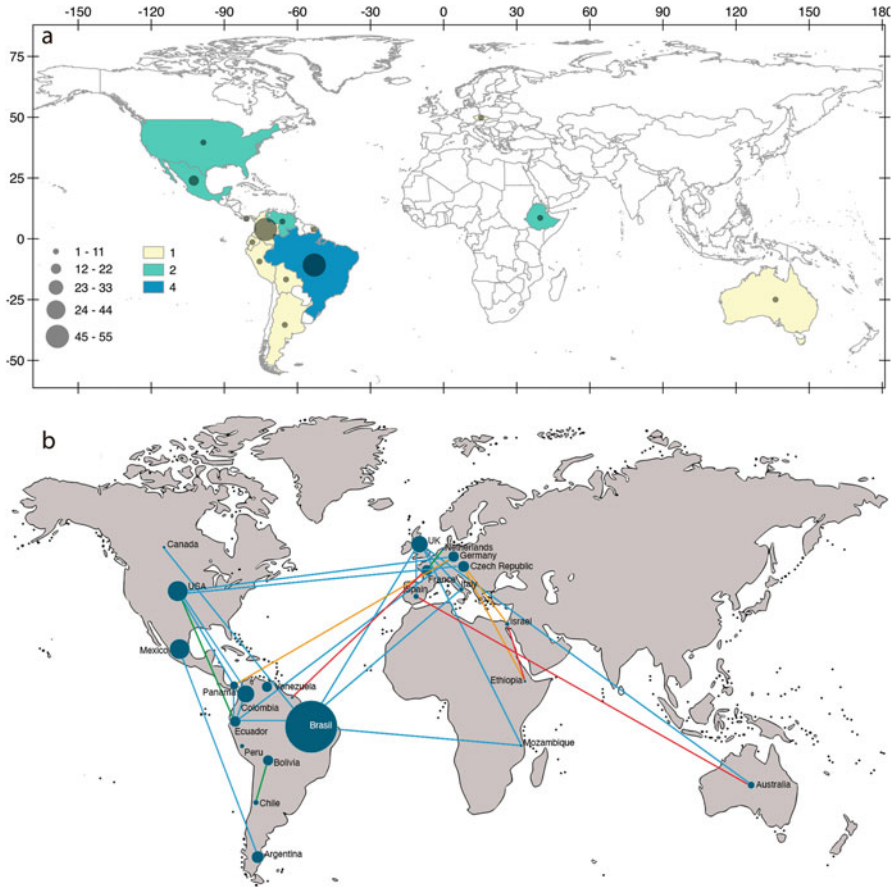 -150 -120 -90 -60 -30 0 30 60 90 120 150 180
a
75
50
25
0
-25
-50
1 - 11
12 - 22
23 - 33
24 - 44
45 - 55
1
2
4
b
Canada
UK
Netherlands
Germany
Czech Republic
France
Italy
Spain
USA
Israel
Mexico
Panama
Venezuela
Ethiopia
Colombia
Brasil
Ecuador
Peru
Mozambique
Bolivia
Australia
Chile
Argentina